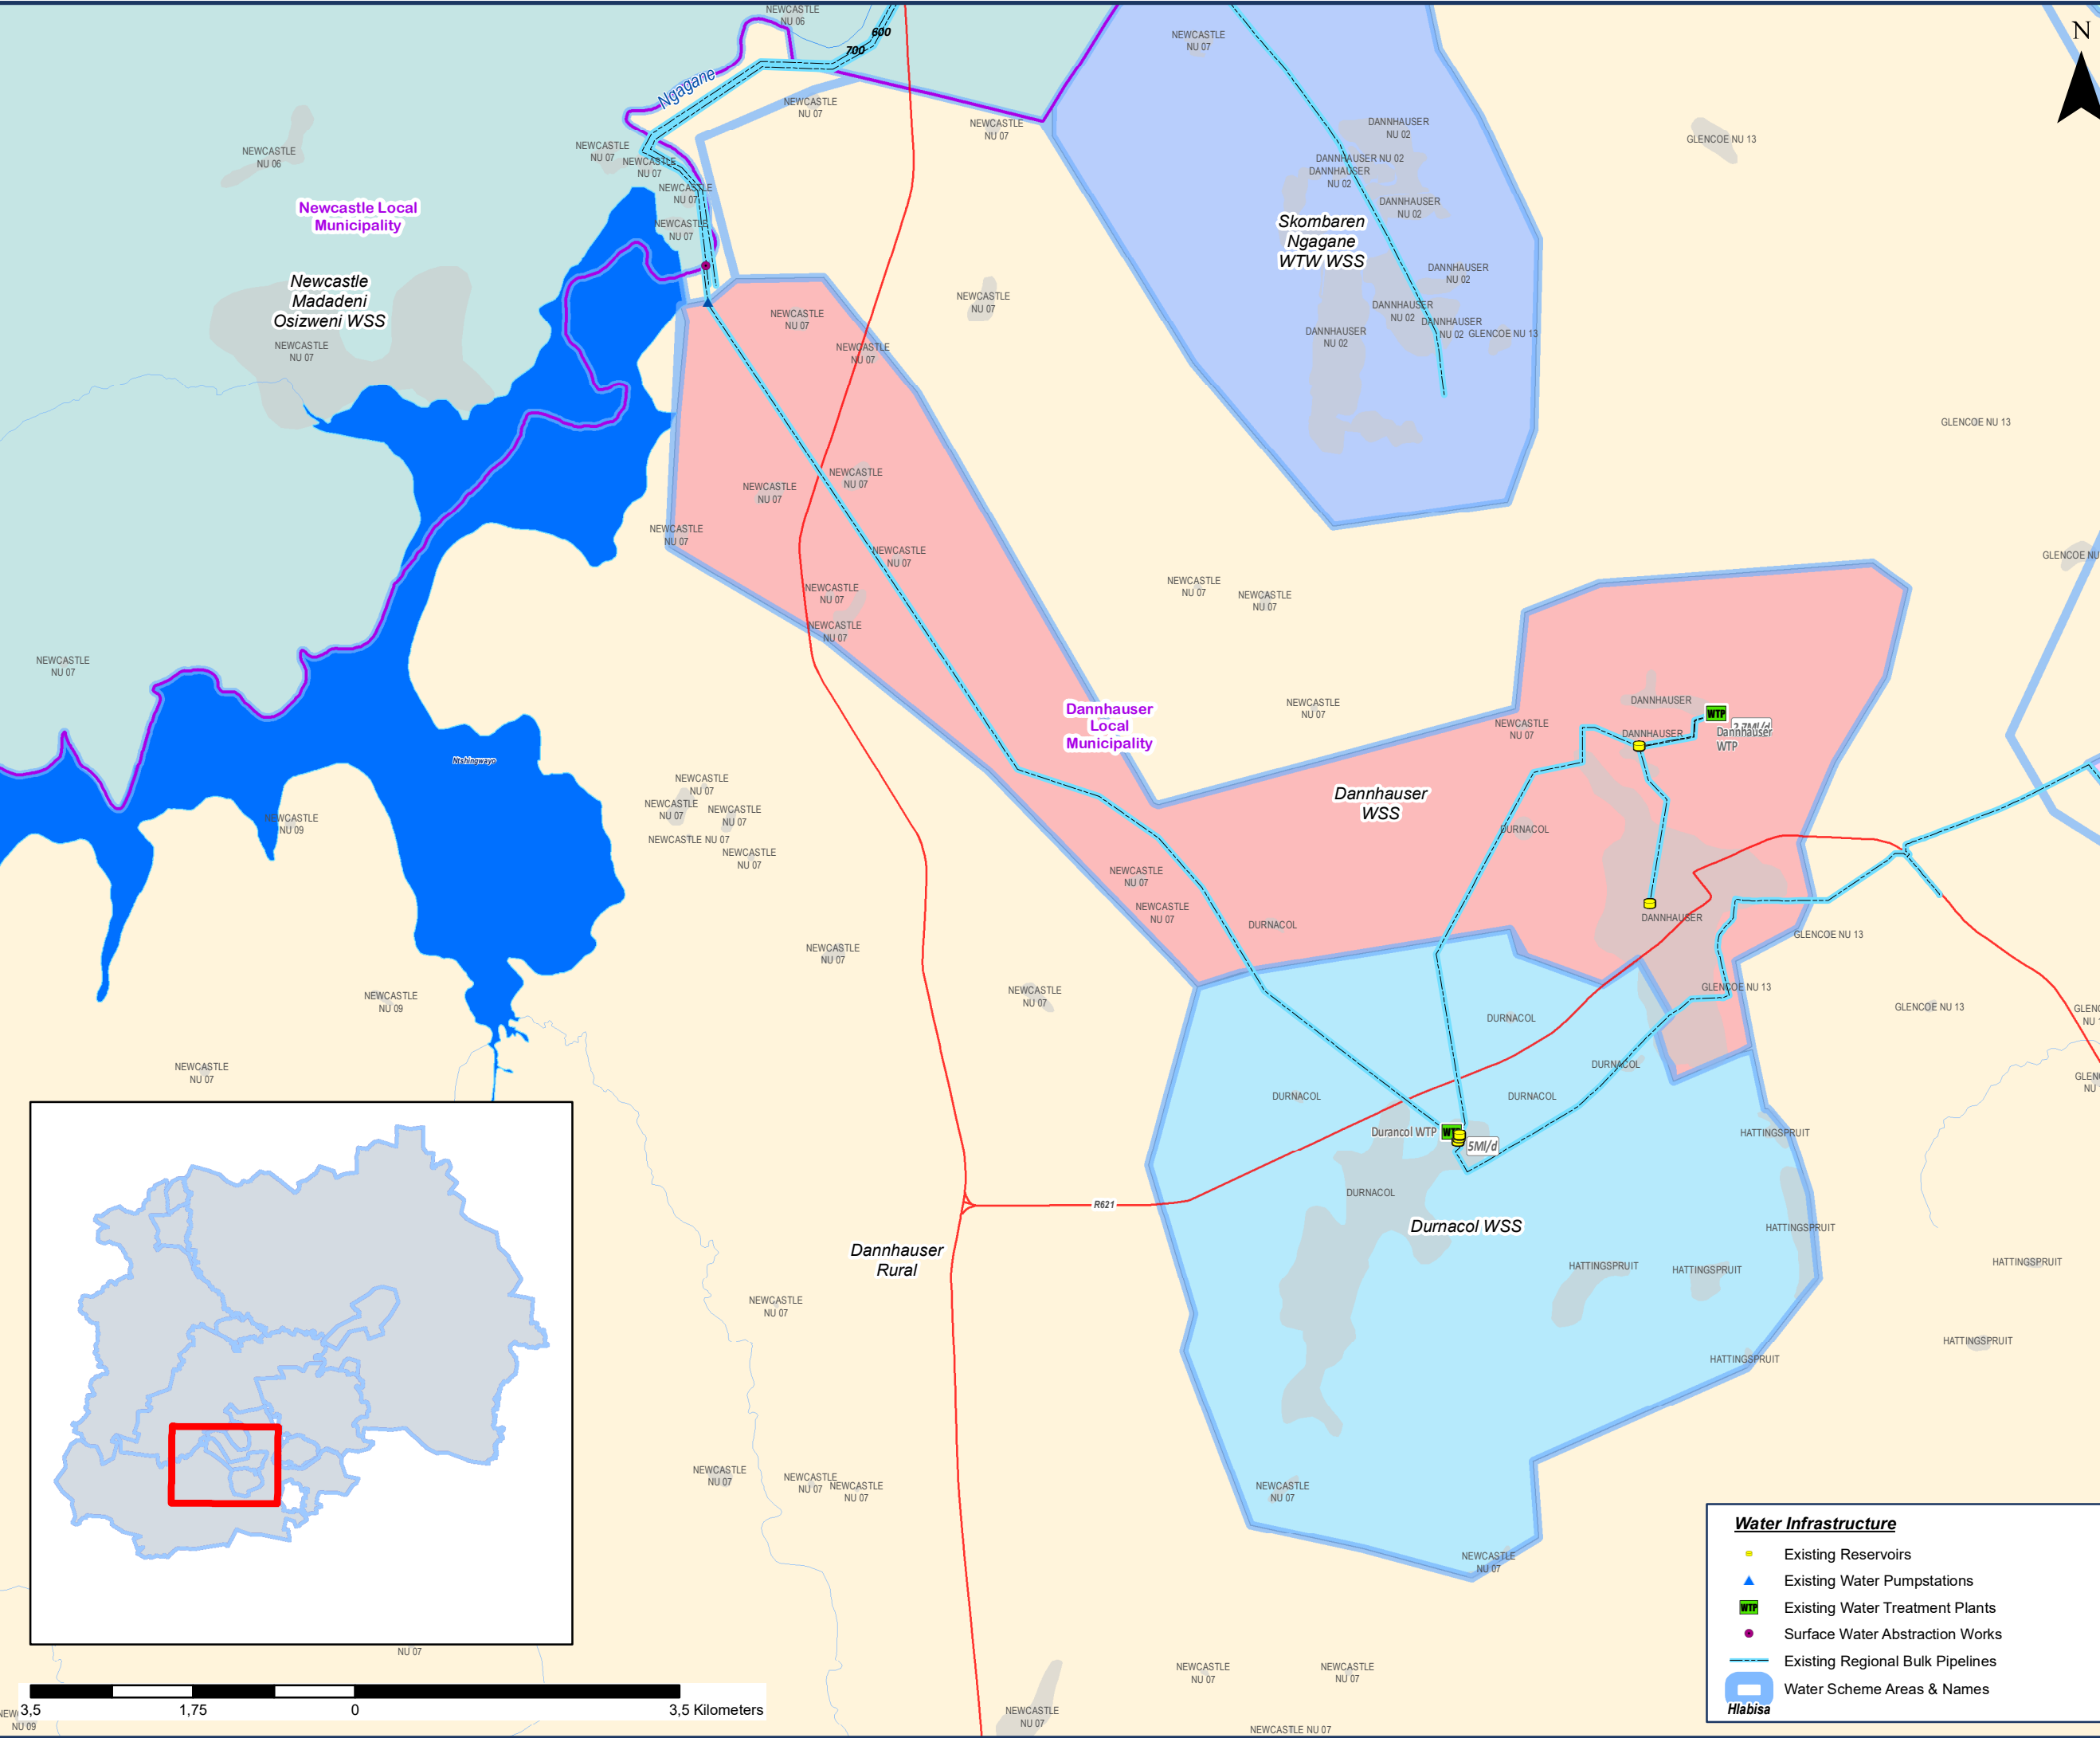 NEWCASTLE
NU 06
600
700
N
NEWCASTLE
NU 07
Ngagane
NEWCASTLE
NU 07
NEWCASTLE
NU 07
DANNHAUSER
NU 02
GLENCOE NU 13
NEWCASTLE
NU 06
NEWCASTLE
NU 07
NEWCASTLE
NU 07
DANNHAUSER NU 02
DANNHAUSER
NU 02
NEWCASTLE
NU 07
Newcastle Local
Municipality
DANNHAUSER
NU 02
NEWCASTLE
NU 07
Skombaren
Ngagane
WTW WSS
DANNHAUSER
NU 02
Newcastle
Madadeni
Osizweni WSS
NEWCASTLE
NU 07
NEWCASTLE
NU 07
DANNHAUSER
NU 02
DANNHAUSER
NU 02
DANNHAUSER
NU 02
GLENCOE NU 13
NEWCASTLE
NU 07
NEWCASTLE
NU 07
GLENCOE NU 13
NEWCASTLE
NU 07
NEWCASTLE
NU 07
NEWCASTLE
NU 07
NEWCASTLE
NU 07
GLENCOE NU
NEWCASTLE
NU 07
NEWCASTLE
NU 07
NEWCASTLE
NU 07
NEWCASTLE
NU 07
NEWCASTLE
NU 07
Dannhauser
Local
Municipality
NEWCASTLE
NU 07
NEWCASTLE
NU 07
DANNHAUSER
DANNHAUSER
WTP
Dannhauser
WTP
Ntshingwayo
NEWCASTLE
NU 07
NEWCASTLE
NU 07
NEWCASTLE
NU 07
NEWCASTLE NU 07
NEWCASTLE
NU 07
NEWCASTLE
NU 09
Dannhauser
WSS
DURNACOL
NEWCASTLE
NU 07
NEWCASTLE
NU 07
DURNACOL
DANNHAUSER
GLENCOE NU 13
NEWCASTLE
NU 07
NEWCASTLE
NU 09
NEWCASTLE
NU 07
GLENCOE NU 13
GLENCOE NU 13
DURNACOL
DURNACOL
NEWCASTLE
NU 07
DURNACOL
DURNACOL
Durancol WTP
5Ml/d
HATTINGSPRUIT
DURNACOL
R621
Durnacol WSS
HATTINGSPRUIT
Dannhauser
Rural
HATTINGSPRUIT
HATTINGSPRUIT
HATTINGSPRUIT
NEWCASTLE
NU 07
HATTINGSPRUIT
HATTINGSPRUIT
NEWCASTLE
NU 07
NEWCASTLE
NU 07
NEWCASTLE
NU 07
NEWCASTLE
NU 07
NEWCASTLE
NU 07
NU 07
NEWCASTLE
NU 07
NEWCASTLE
NU 07
NEWCASTLE
NU 07
NEWCASTLE NU 07
NU 09
3,5
1,75
0
3,5 Kilometers
Water Infrastructure
Existing Reservoirs
Existing Water Pumpstations
WTP
Existing Water Treatment Plants
Surface Water Abstraction Works
Existing Regional Bulk Pipelines
Water Scheme Areas & Names
Hlabisa